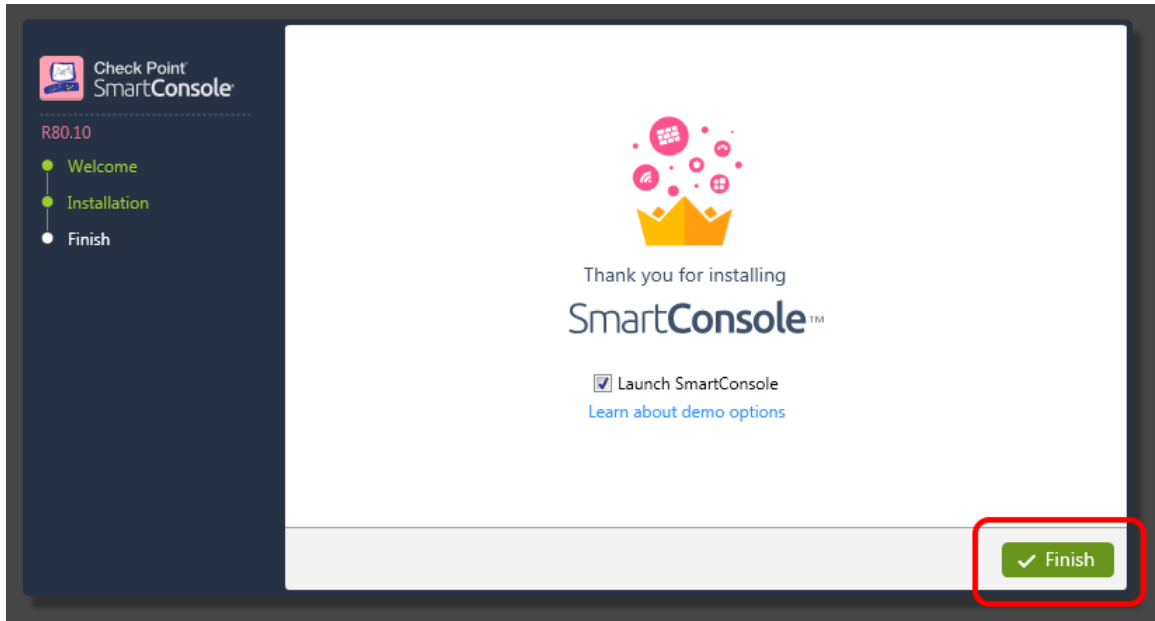 Check Point
SmartConsole
R80.10
Welcome
Installation
Finish
Thank you for installing
SmartConsole™
Launch SmartConsole
Learn about demo options
Finish